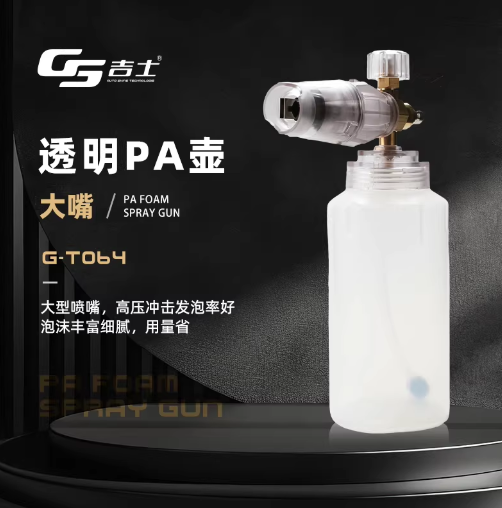 GS吉士®
透明PA壶
大嘴 / PA FOAM
SPRAY GUN
G-T064
大型喷嘴，高压冲击发泡率好
泡沫丰富细腻，用量省
PA FOAM
SPRAY GUN